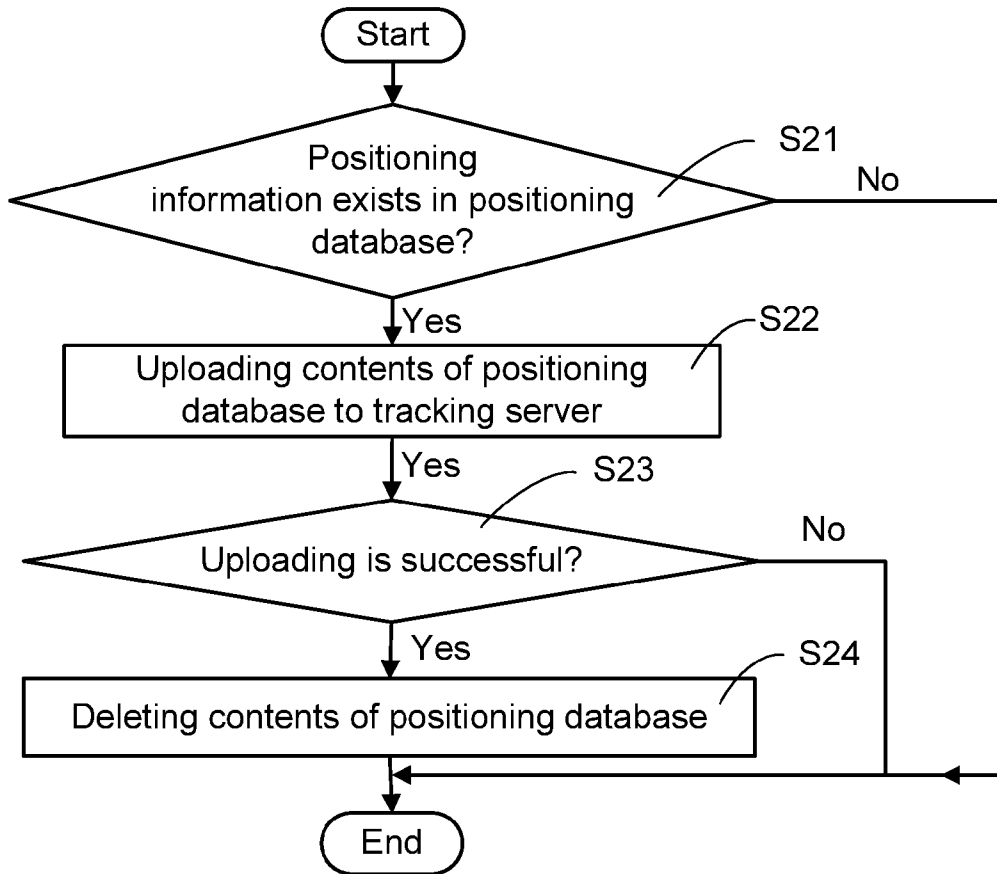 Start
Positioning
information exists in positioning
database?
S21
No
Yes
S22
Uploading contents of positioning
database to tracking server
Yes
S23
Uploading is successful?
No
Yes
S24
Deleting contents of positioning database
End